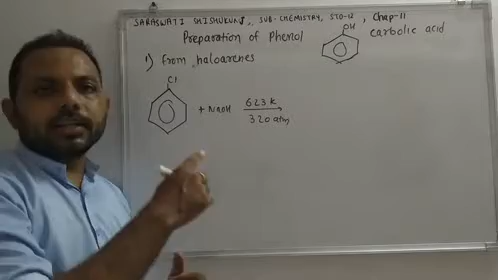 SARASWATI SHISHUKUNJ, SUB-CHEMISTRY, STD-12, Chap-11
Preparation of Phenol
OH
carbolic acid
1) from haloarenes
Cl
+ NaOH 623 K
320 atm